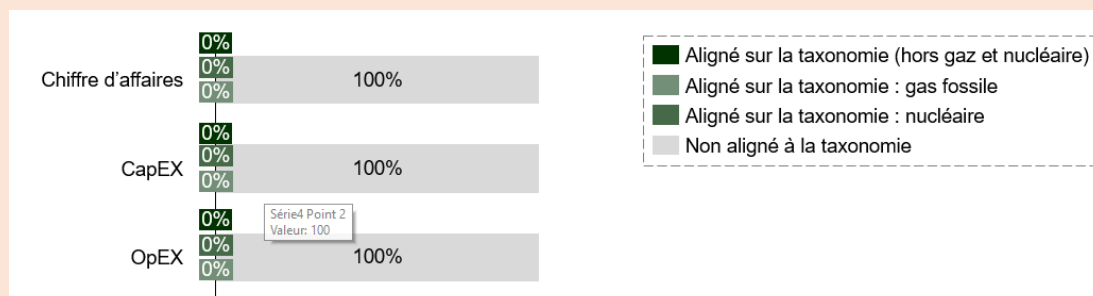 0%
0%
Chiffre d'affaires
100%
0%
0%
0%
CapEX
100%
0%
0%
Série4 Point 2
Valeur: 100
0%
OpEX
100%
0%
Aligné sur la taxonomie (hors gaz et nucléaire)
Aligné sur la taxonomie : gas fossile
Aligné sur la taxonomie : nucléaire
Non aligné à la taxonomie